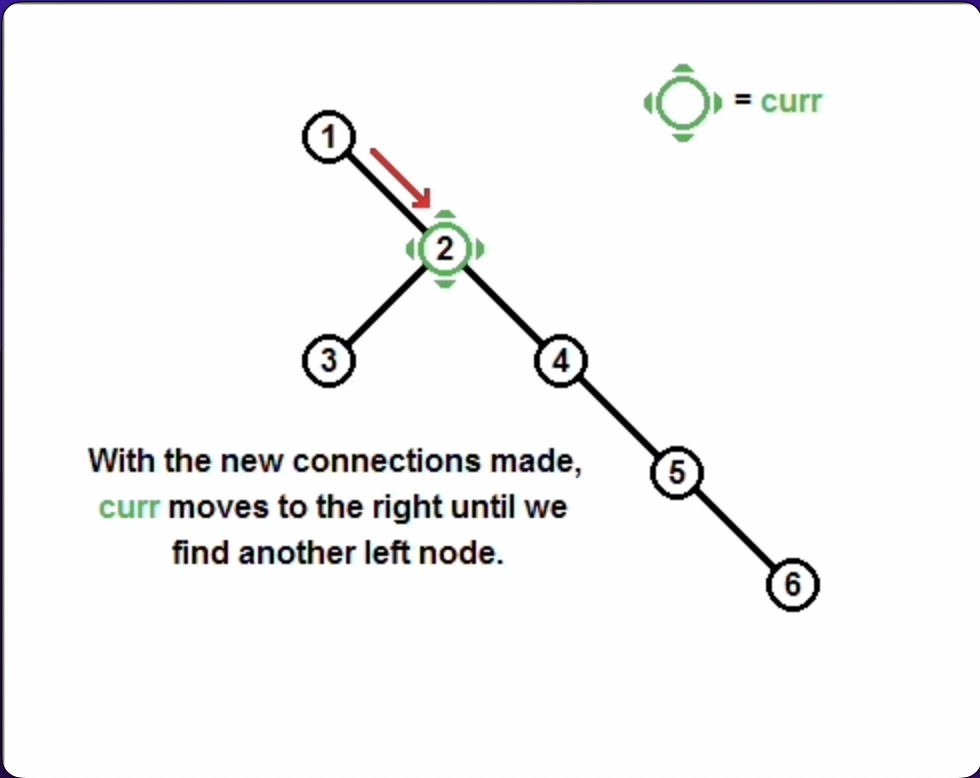 = curr
1
2
3
4
5
6
With the new connections made,
curr moves to the right until we
find another left node.